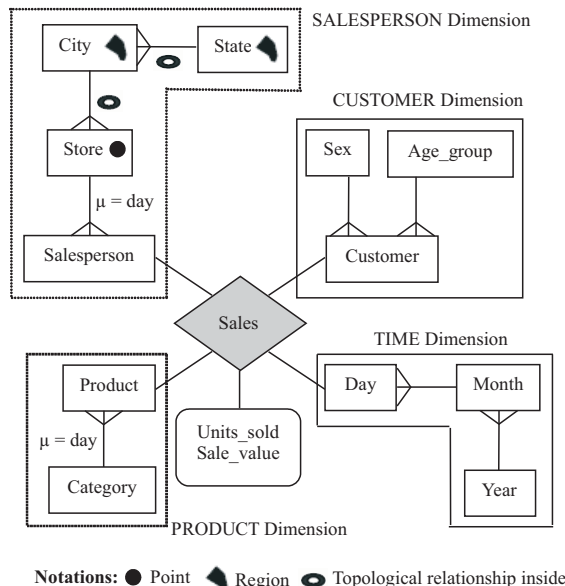 SALESPERSON Dimension
City
State
CUSTOMER Dimension
Store
Sex
Age_group
μ = day
Salesperson
Customer
Sales
TIME Dimension
Product
Day
Month
μ = day
Units_sold
Sale_value
Category
Year
PRODUCT Dimension
Notations: Point Region Topological relationship inside